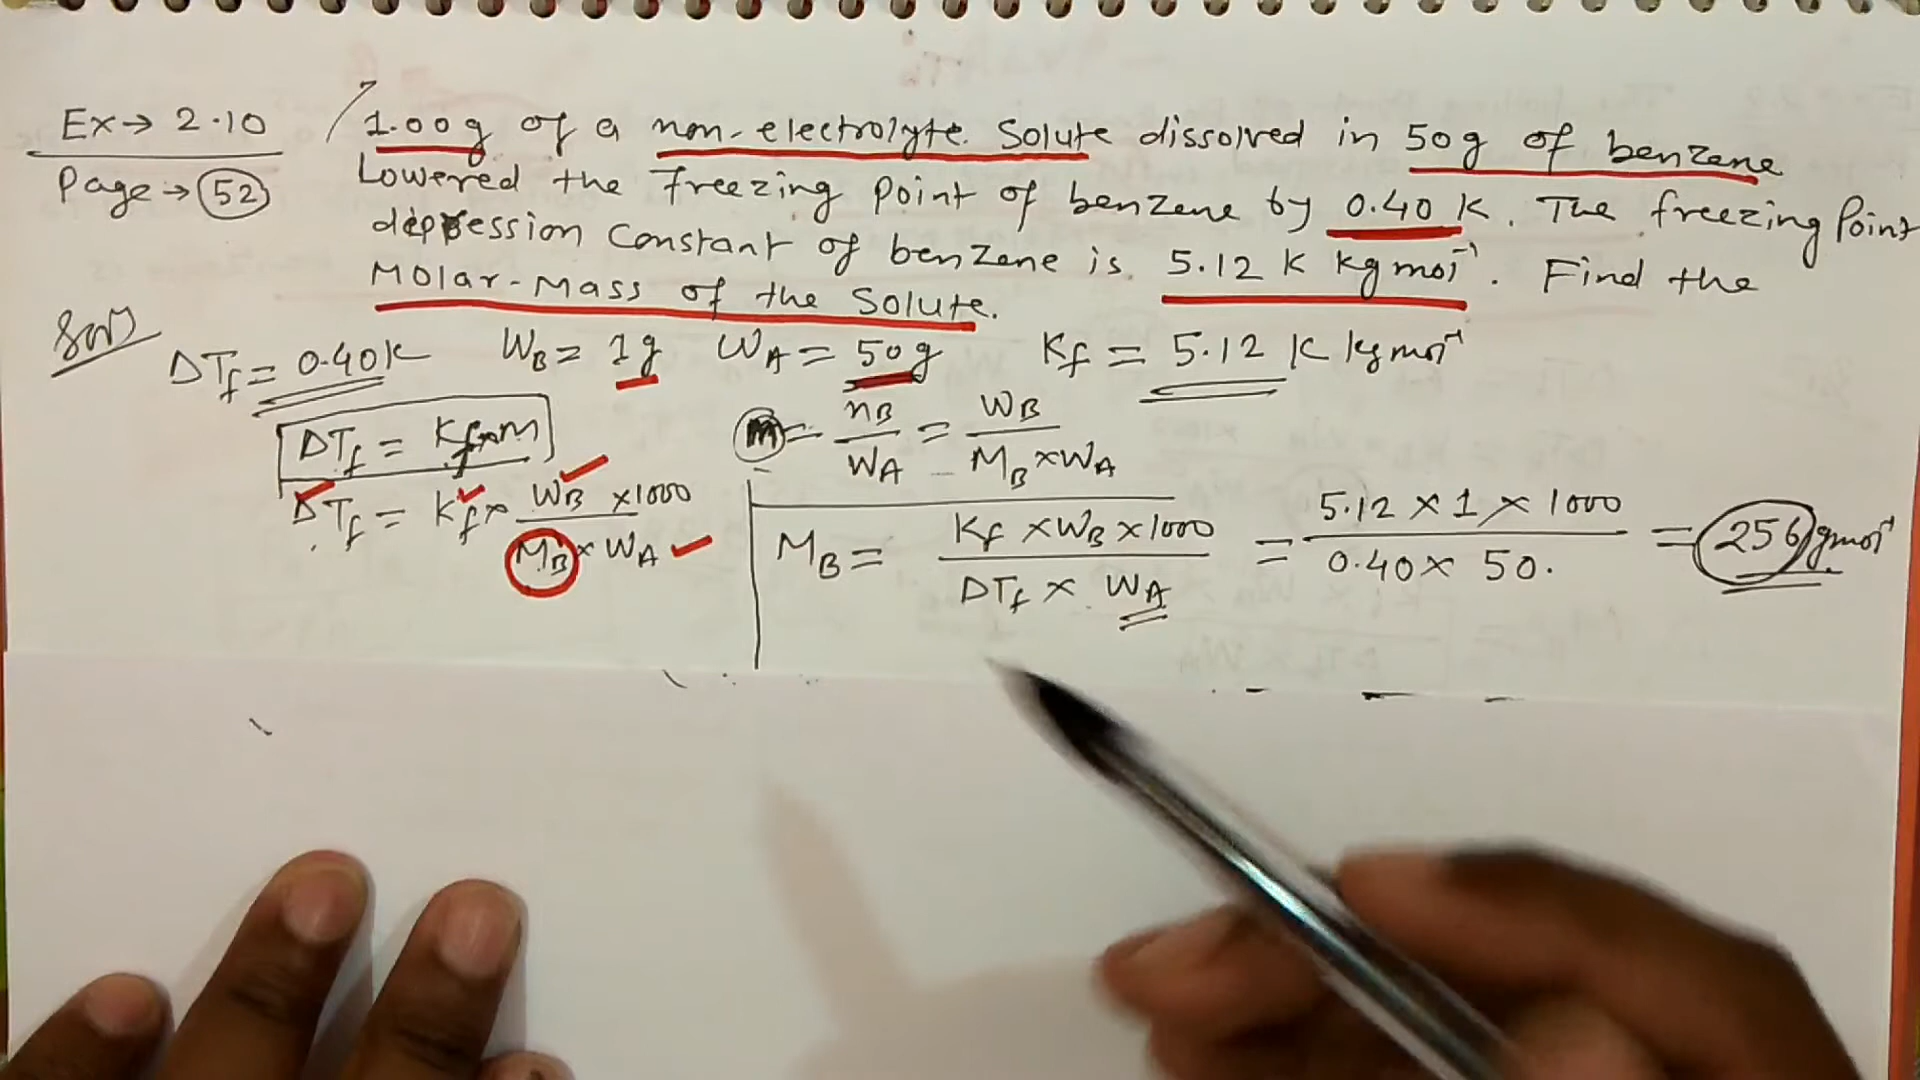 Ex → 2.10
Page → 52
1.00g of a non-electrolyte Solute dissolved in 50g of benzene
Lowered the freezing Point of benzene by 0.40 K. The freezing Point
depression Constant of benzene is 5.12 K kg mol⁻¹. Find the
Molar-Mass of the Solute.
Solⁿ
ΔTf = 0.40K WB = 1g WA = 50g Kf = 5.12 K kg mol⁻¹
ΔTf = Kf × m
m = nB / WA = WB / MB × WA
ΔTf = Kf × WB × 1000 / MB × WA
MB = Kf × WB × 1000 / ΔTf × WA = 5.12 × 1 × 1000 / 0.40 × 50. = 256 g mol⁻¹